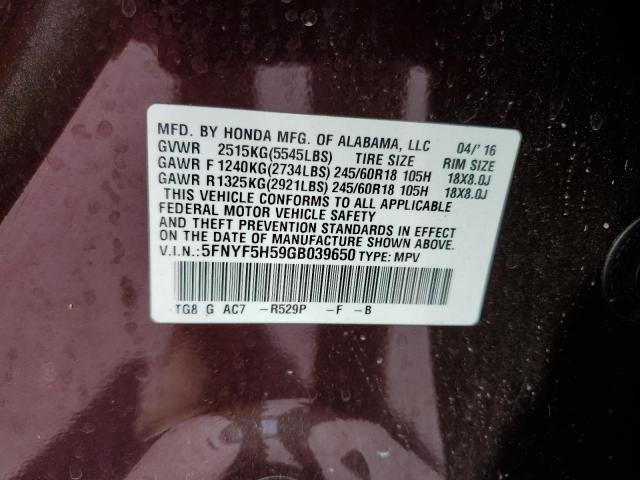 MFD. BY HONDA MFG. OF ALABAMA, LLC 04/'16
GVWR 2515KG(5545LBS) TIRE SIZE RIM SIZE
GAWR F 1240KG(2734LBS) 245/60R18 105H 18X8.0J
GAWR R1325KG(2921LBS) 245/60R18 105H 18X8.0J
THIS VEHICLE CONFORMS TO ALL APPLICABLE
FEDERAL MOTOR VEHICLE SAFETY
AND THEFT PREVENTION STANDARDS IN EFFECT
ON THE DATE OF MANUFACTURE SHOWN ABOVE.
V.I.N.:5FNYF5H59GB039650 TYPE: MPV
TG8 G AC7 -R529P -F -B